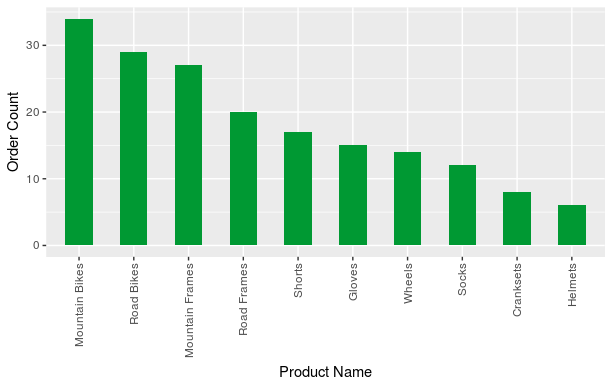 Order Count
30
20
10
0
Mountain Bikes
Road Bikes
Mountain Frames
Road Frames
Shorts
Gloves
Wheels
Socks
Cranksets
Helmets
Product Name